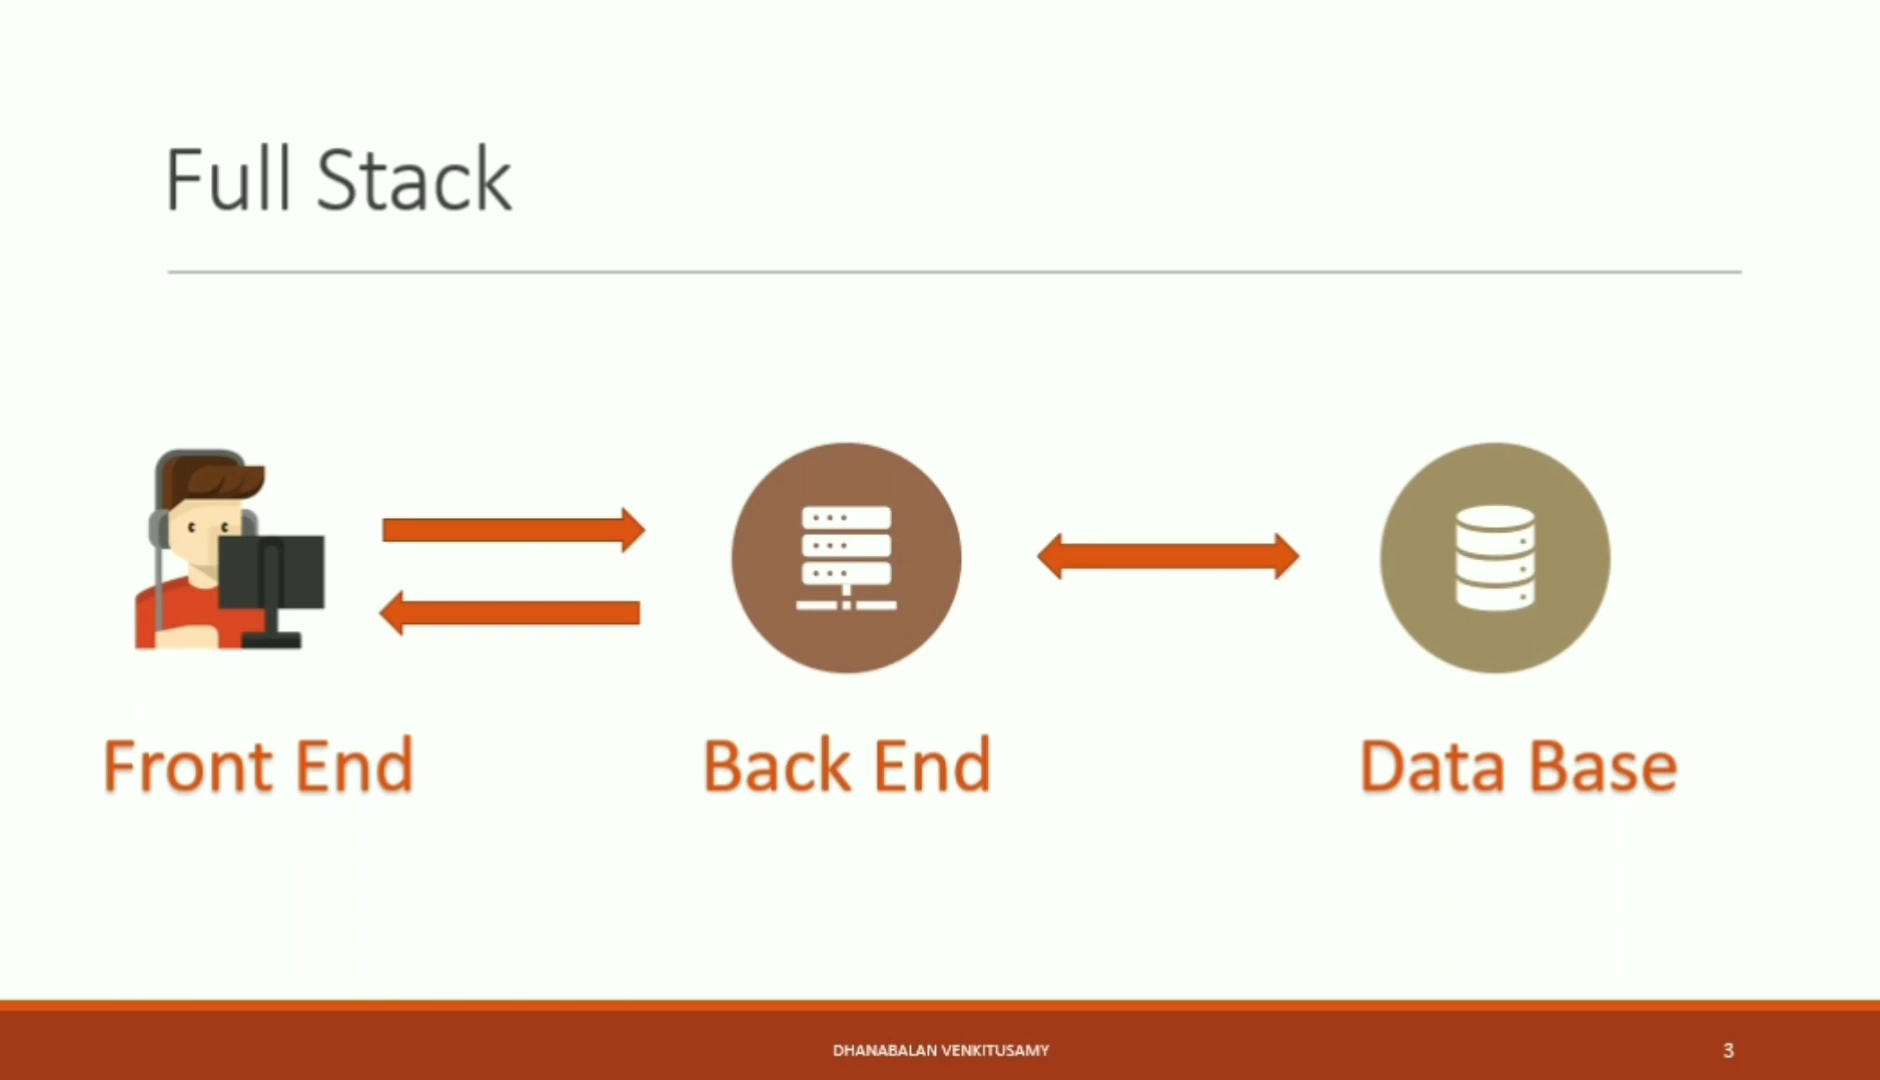 Full Stack
Front End
Back End
Data Base
DHANABALAN VENKITUSAMY
3